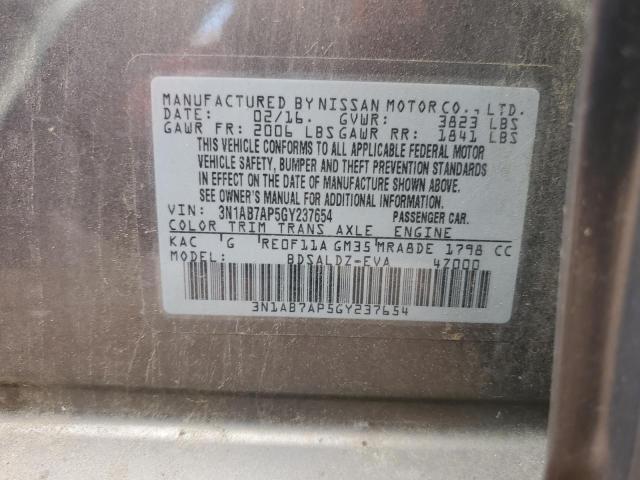 MANUFACTURED BY NISSAN MOTOR CO., LTD.
DATE: 02/16. GVWR: 3823 LBS
GAWR FR: 2006 LBS GAWR RR: 1841 LBS
THIS VEHICLE CONFORMS TO ALL APPLICABLE FEDERAL MOTOR
VEHICLE SAFETY, BUMPER AND THEFT PREVENTION STANDARDS
IN EFFECT ON THE DATE OF MANUFACTURE SHOWN ABOVE.
SEE OWNER'S MANUAL FOR ADDITIONAL INFORMATION.
VIN: 3N1AB7AP5GY237654 PASSENGER CAR.
COLOR TRIM TRANS AXLE ENGINE
KAC G RE0F11A GM35 MRA8DE 1798 CC
MODEL: BDSALDZ-EVA 4Z000
3N1AB7AP5GY237654